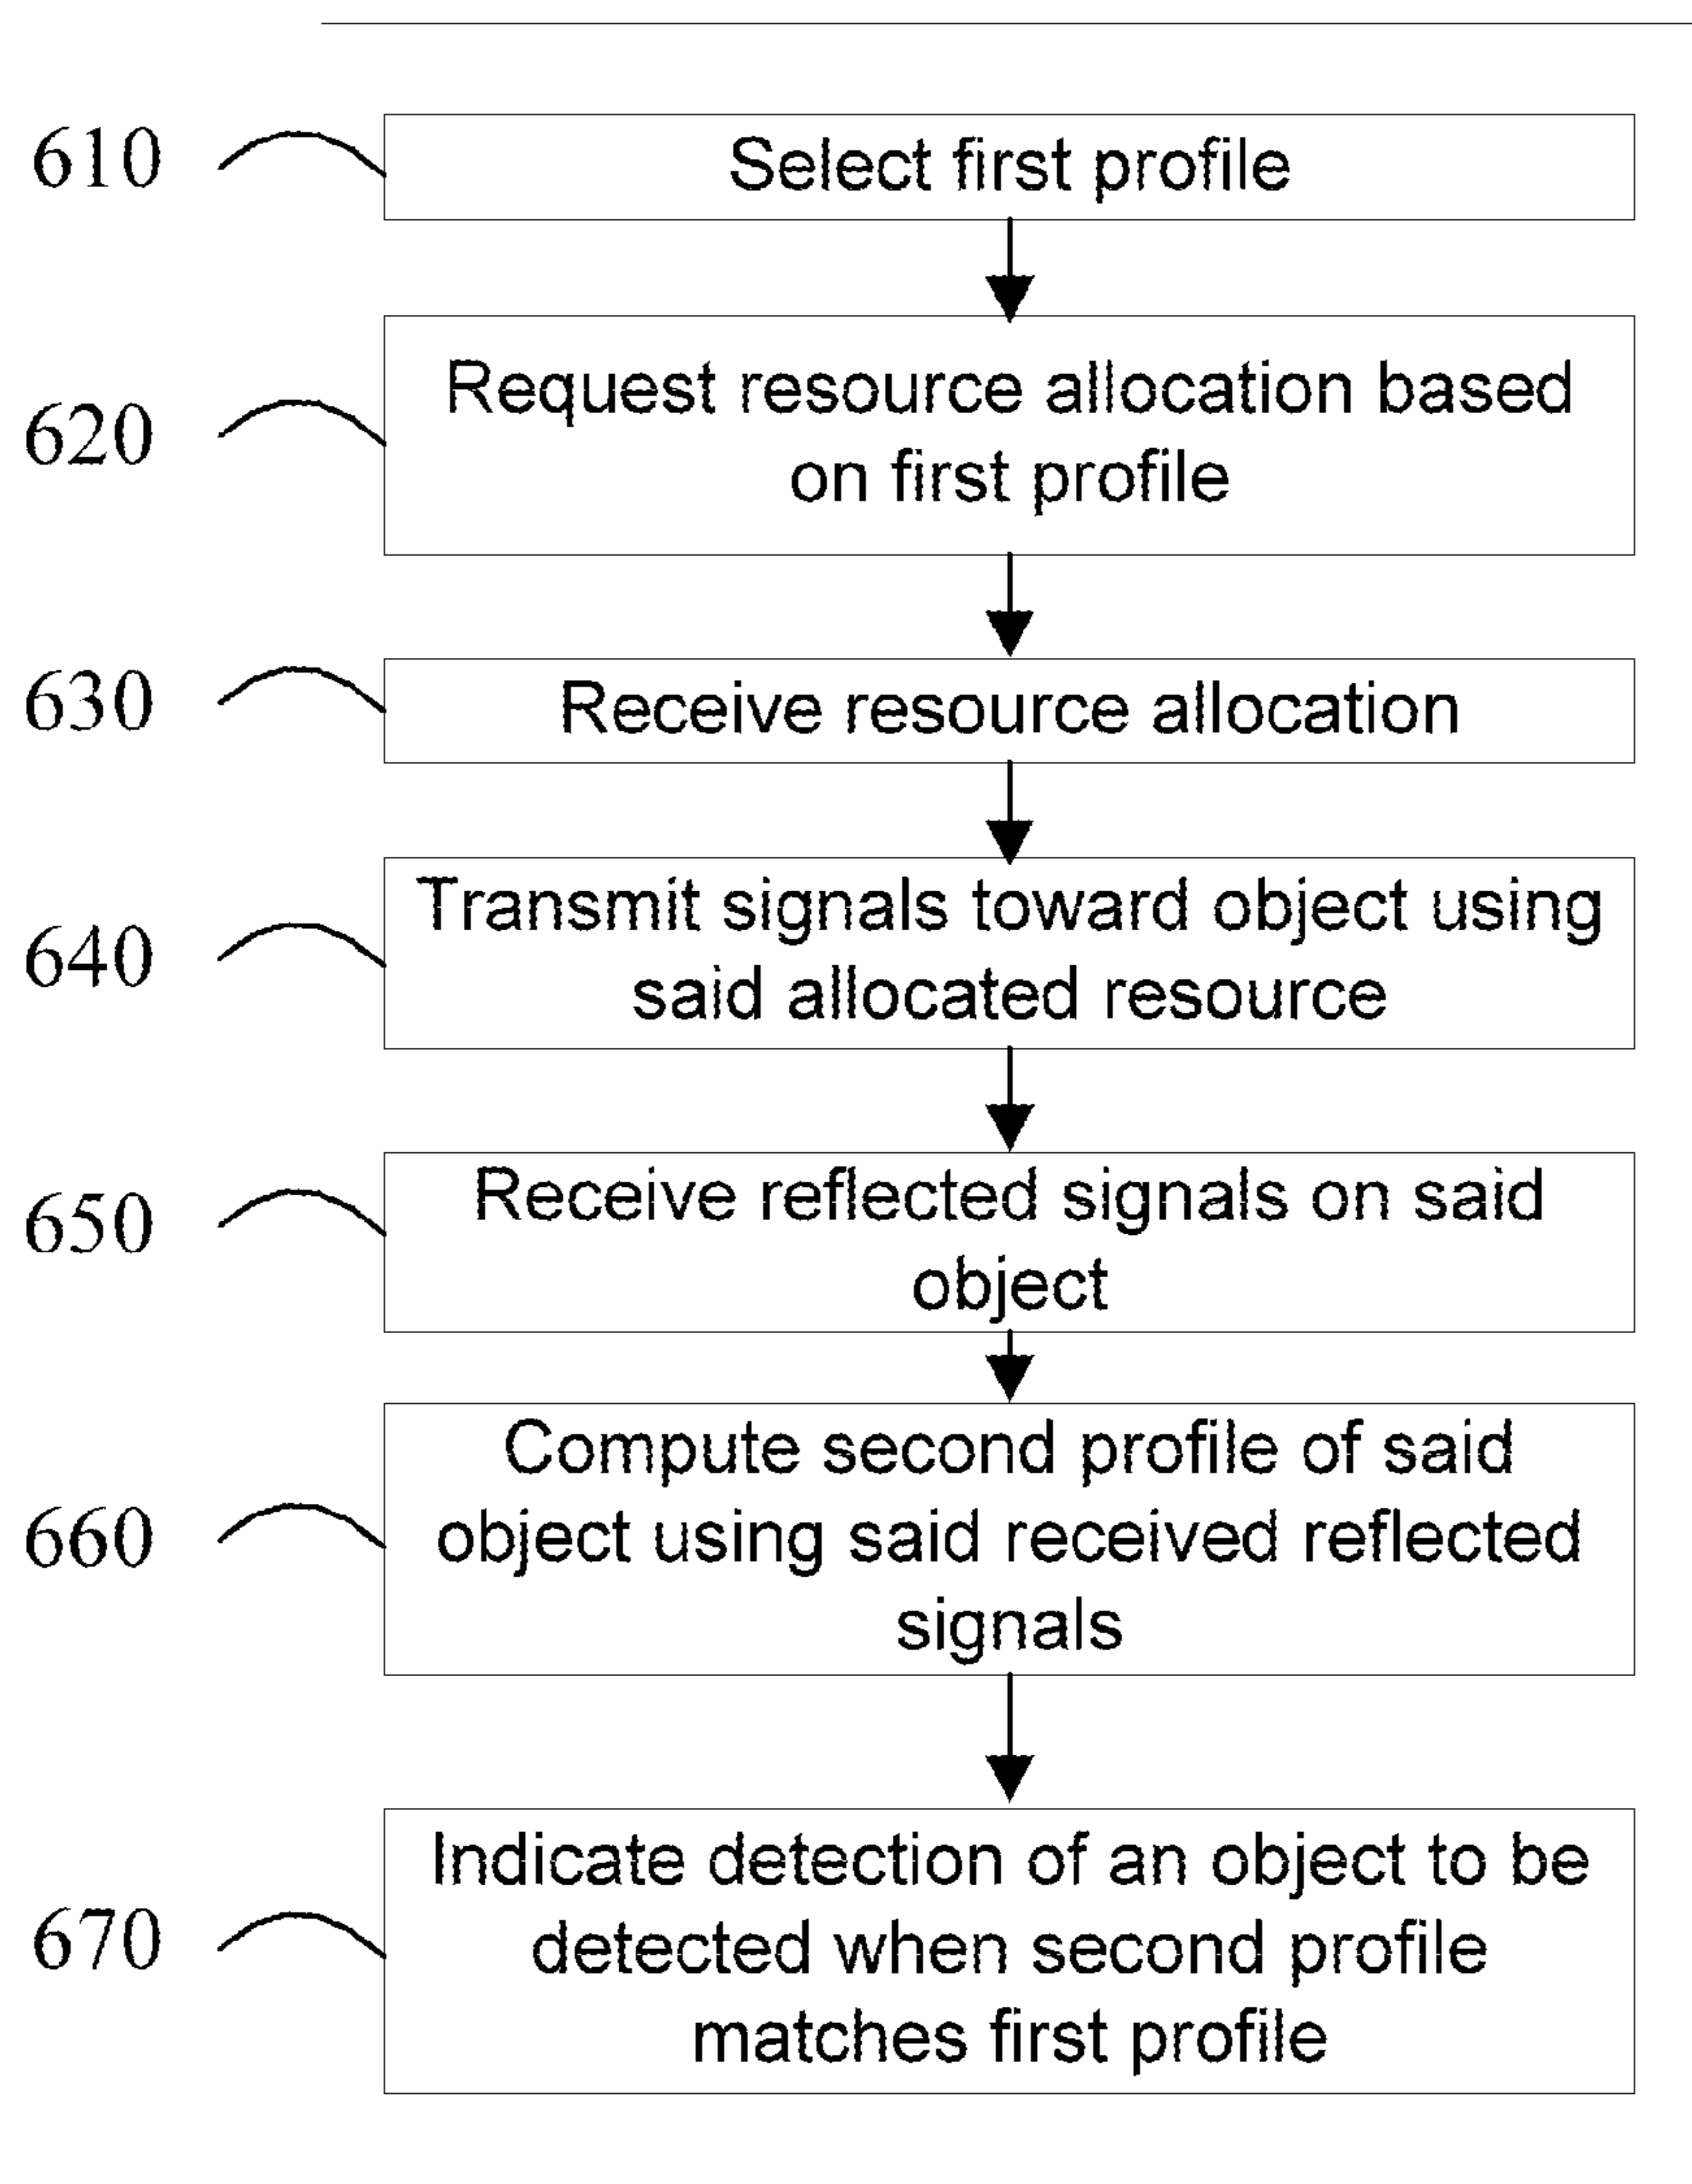 610
Select first profile
620
Request resource allocation based
on first profile
630
Receive resource allocation
640
Transmit signals toward object using
said allocated resource
650
Receive reflected signals on said
object
660
Compute second profile of said
object using said received reflected
signals
670
Indicate detection of an object to be
detected when second profile
matches first profile